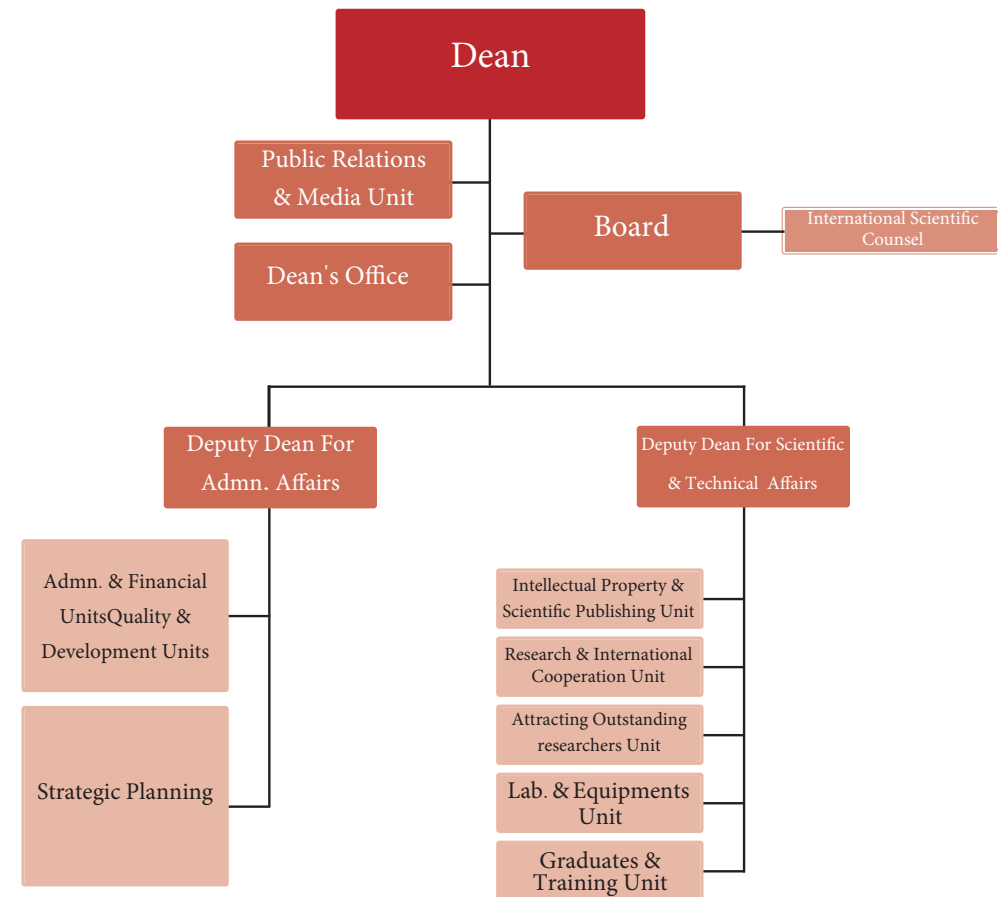 Dean
Public Relations
& Media Unit
Board
International Scientific
Counsel
Dean's Office
Deputy Dean For
Admn. Affairs
Deputy Dean For Scientific
& Technical Affairs
Admn. & Financial
UnitsQuality &
Development Units
Strategic Planning
Intellectual Property &
Scientific Publishing Unit
Research & International
Cooperation Unit
Attracting Outstanding
researchers Unit
Lab. & Equipments
Unit
Graduates &
Training Unit